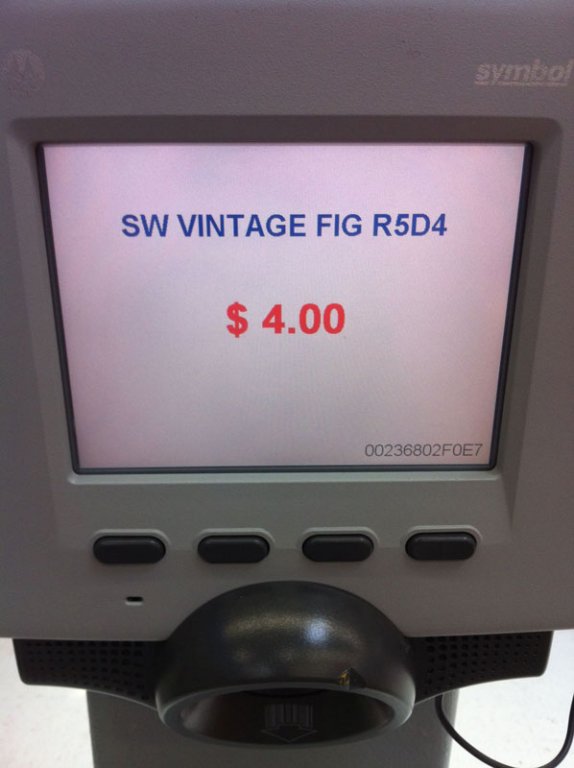 symbol
SW VINTAGE FIG R5D4
$ 4.00
00236802F0E7